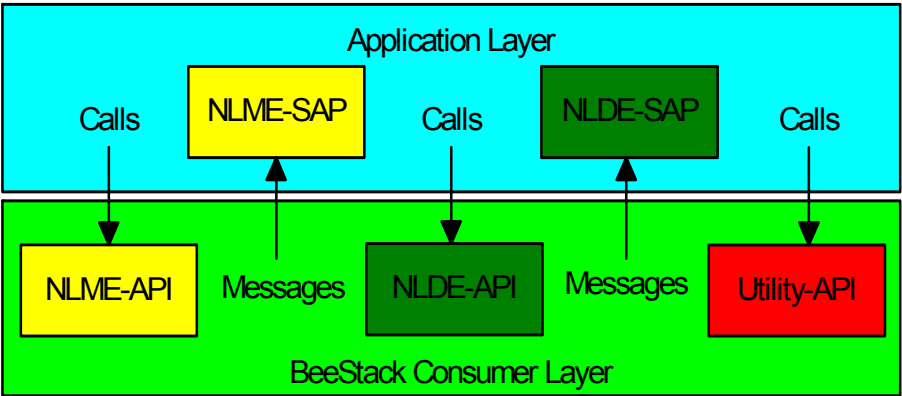 Application Layer
NLME-SAP
NLDE-SAP
Calls
Calls
Calls
NLME-API
Messages
NLDE-API
Messages
Utility-API
BeeStack Consumer Layer